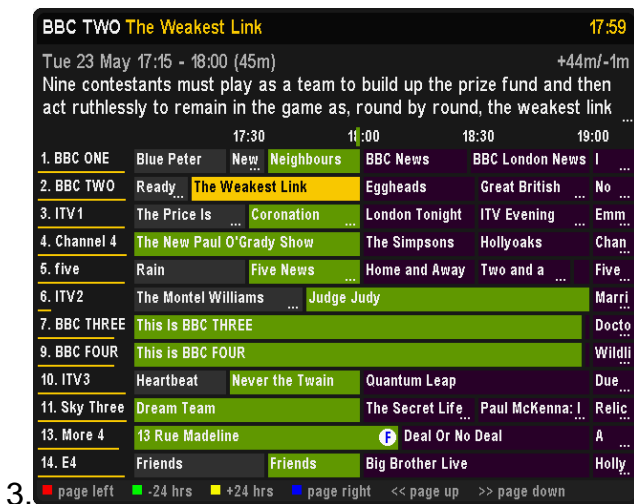 BBC TWO The Weakest Link 17:59
Tue 23 May 17:15 - 18:00 (45m) +44m/-1m
Nine contestants must play as a team to build up the prize fund and then
act ruthlessly to remain in the game as, round by round, the weakest link ...
17:30 18:00 18:30 19:00
1. BBC ONE Blue Peter New... Neighbours BBC News BBC London News I ...
2. BBC TWO Ready... The Weakest Link Eggheads Great British ... No ...
3. ITV1 The Price Is ... Coronation ... London Tonight ITV Evening ... Emm...
4. Channel 4 The New Paul O'Grady Show The Simpsons Hollyoaks Chan...
5. five Rain Five News ... Home and Away Two and a ... Five...
6. ITV2 The Montel Williams ... Judge Judy Marri...
7. BBC THREE This Is BBC THREE Docto...
9. BBC FOUR This is BBC FOUR Wildli...
10. ITV3 Heartbeat Never the Twain Quantum Leap Due...
11. Sky Three Dream Team The Secret Life... Paul McKenna: I... Relic...
13. More 4 13 Rue Madeline F Deal Or No Deal A ...
14. E4 Friends Friends Big Brother Live Holly...
3. page left -24 hrs +24 hrs page right << page up >> page down